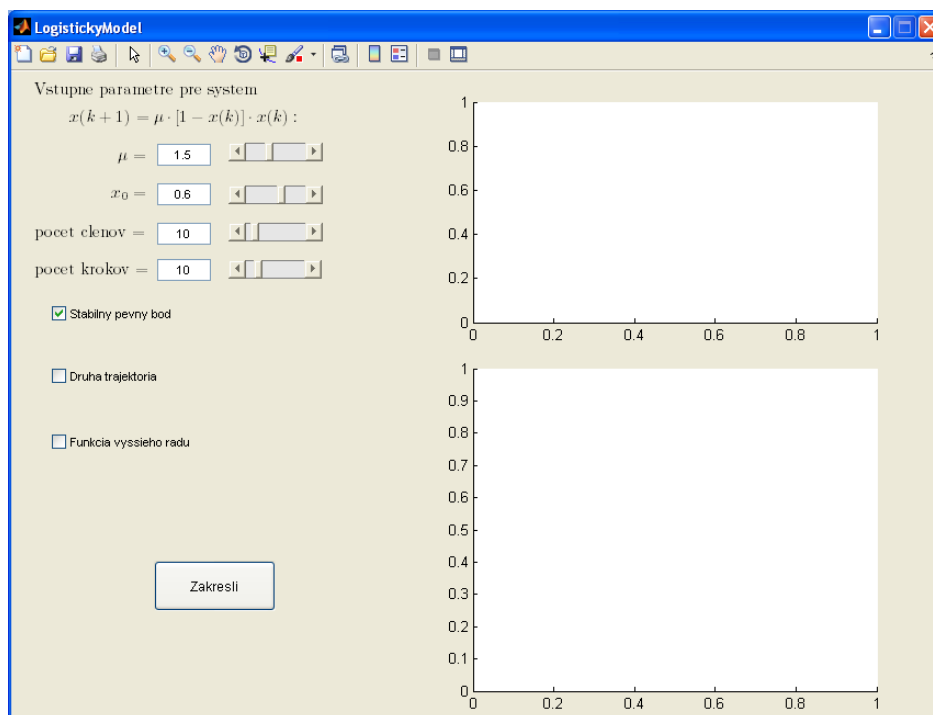 LogistickyModel
Vstupne parametre pre system
x(k + 1) = μ · [1 − x(k)] · x(k) :
μ = 1.5
x₀ = 0.6
pocet clenov = 10
pocet krokov = 10
Stabilny pevny bod
Druha trajektoria
Funkcia vyssieho radu
Zakresli
1
0.8
0.6
0.4
0.2
0
0 0.2 0.4 0.6 0.8 1
1
0.9
0.8
0.7
0.6
0.5
0.4
0.3
0.2
0.1
0
0 0.2 0.4 0.6 0.8 1